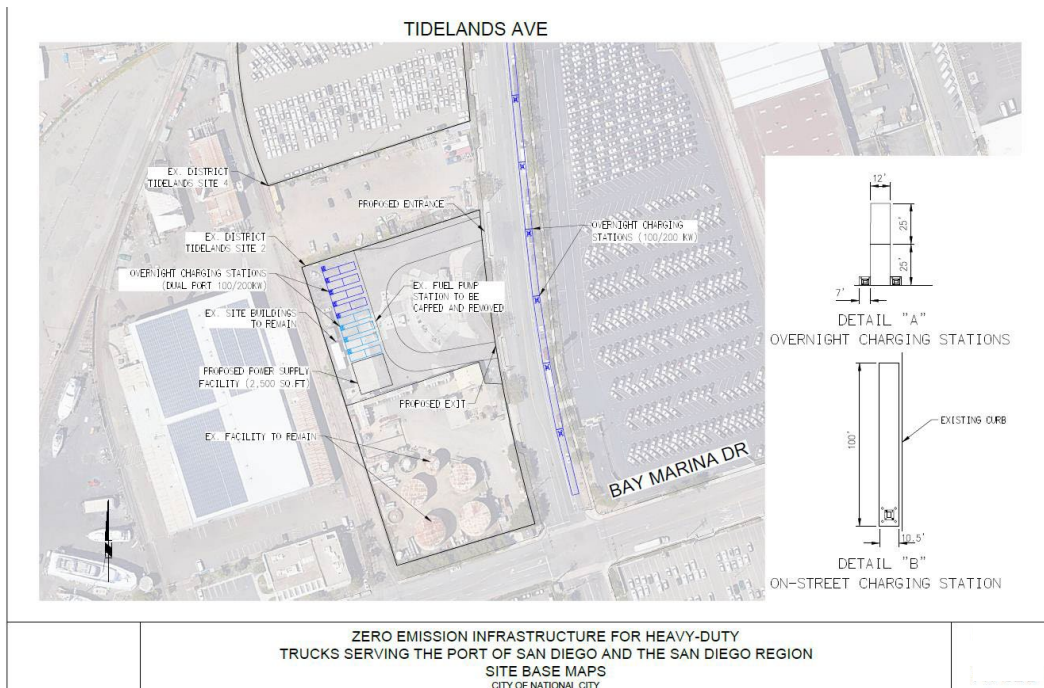 TIDELANDS AVE
EX. DISTRICT
TIDELANDS SITE 4
PROPOSED ENTRANCE
EX. DISTRICT
TIDELANDS SITE 2
OVERNIGHT CHARGING
STATIONS (100/200 KW)
OVERNIGHT CHARGING STATIONS
(DUAL PORT 100/200KW)
EX. FUEL PUMP
STATION TO BE
CAPPED AND REMOVED
EX. SITE BUILDINGS
TO REMAIN
PROPOSED POWER SUPPLY
FACILITY (2,500 SQ.FT)
PROPOSED EXIT
EX. FACILITY TO REMAIN
BAY MARINA DR
12'
25'
25'
7'
DETAIL "A"
OVERNIGHT CHARGING STATIONS
100'
EXISTING CURB
10.5'
DETAIL "B"
ON-STREET CHARGING STATION
ZERO EMISSION INFRASTRUCTURE FOR HEAVY-DUTY
TRUCKS SERVING THE PORT OF SAN DIEGO AND THE SAN DIEGO REGION
SITE BASE MAPS
CITY OF NATIONAL CITY